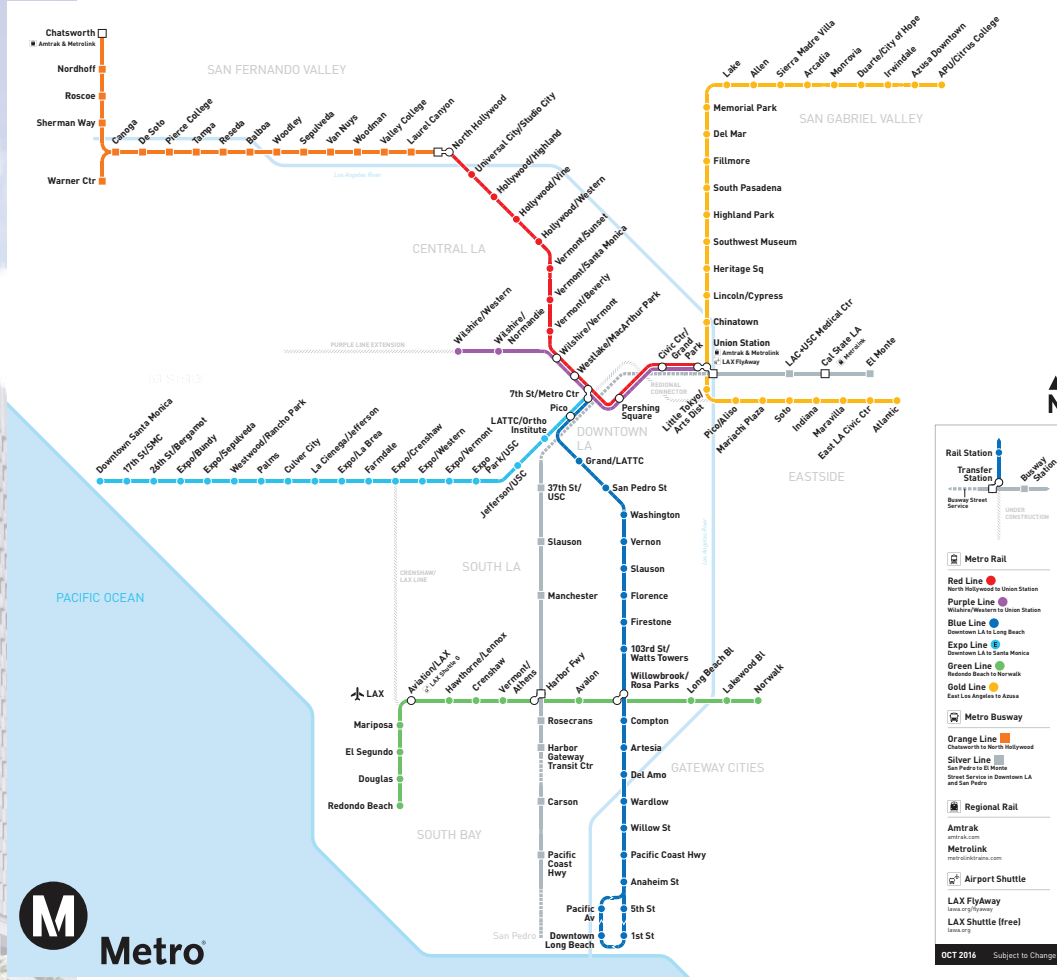 Chatsworth
Amtrak & Metrolink
Nordhoff
Roscoe
Sherman Way
Warner Ctr
Canoga
De Soto
Pierce College
Tampa
Reseda
Balboa
Woodley
Sepulveda
Van Nuys
Woodman
Valley College
Laurel Canyon
North Hollywood
SAN FERNANDO VALLEY
Los Angeles River
Universal City/Studio City
Hollywood/Highland
Hollywood/Vine
Hollywood/Western
Vermont/Sunset
Vermont/Santa Monica
Vermont/Beverly
Wilshire/Vermont
Westlake/MacArthur Park
CENTRAL LA
Wilshire/Western
Wilshire/
Normandie
PURPLE LINE EXTENSION
7th St/Metro Ctr
Pico
LATTC/Ortho
Institute
Pershing
Square
Civic Ctr/
Grand
Park
REGIONAL
CONNECTOR
DOWNTOWN
LA
Lake
Allen
Sierra Madre Villa
Arcadia
Monrovia
Duarte/City of Hope
Irwindale
Azusa Downtown
APU/Citrus College
SAN GABRIEL VALLEY
Memorial Park
Del Mar
Fillmore
South Pasadena
Highland Park
Southwest Museum
Heritage Sq
Lincoln/Cypress
Chinatown
Union Station
Amtrak & Metrolink
LAX FlyAway
LAC+USC Medical Ctr
Cal State LA
Metrolink
El Monte
Little Tokyo/
Arts Dist
Pico/Aliso
Mariachi Plaza
Soto
Indiana
Maravilla
East LA Civic Ctr
Atlantic
EASTSIDE
Los Angeles River
Downtown Santa Monica
17th St/SMC
26th St/Bergamot
Expo/Bundy
Expo/Sepulveda
Westwood/Rancho Park
Palms
Culver City
La Cienega/Jefferson
Expo/La Brea
Farmdale
Expo/Crenshaw
Expo/Western
Expo/Vermont
Expo
Park/USC
Jefferson/USC
PACIFIC OCEAN
CRENSHAW/
LAX LINE
SOUTH LA
37th St/
USC
Slauson
Manchester
Harbor Fwy
Rosecrans
Harbor
Gateway
Transit Ctr
Carson
Pacific
Coast
Hwy
San Pedro
Grand/LATTC
San Pedro St
Washington
Vernon
Slauson
Florence
Firestone
103rd St/
Watts Towers
Willowbrook/
Rosa Parks
Compton
Artesia
Del Amo
Wardlow
Willow St
Pacific Coast Hwy
Anaheim St
5th St
1st St
Pacific
Av
Downtown
Long Beach
GATEWAY CITIES
LAX
Aviation/LAX
LAX Shuttle G
Hawthorne/Lennox
Crenshaw
Vermont/
Athens
Avalon
Long Beach Bl
Lakewood Bl
Norwalk
Mariposa
El Segundo
Douglas
Redondo Beach
SOUTH BAY
M
Metro
N
Rail Station
Transfer
Station
Busway
Station
Busway Street
Service
UNDER
CONSTRUCTION
Metro Rail
Red Line
North Hollywood to Union Station
Purple Line
Wilshire/Western to Union Station
Blue Line
Downtown LA to Long Beach
Expo Line E
Downtown LA to Santa Monica
Green Line
Redondo Beach to Norwalk
Gold Line
East Los Angeles to Azusa
Metro Busway
Orange Line
Chatsworth to North Hollywood
Silver Line
San Pedro to El Monte
Street Service in Downtown LA
and San Pedro
Regional Rail
Amtrak
amtrak.com
Metrolink
metrolinktrains.com
Airport Shuttle
LAX FlyAway
lawa.org/flyaway
LAX Shuttle (free)
lawa.org
OCT 2016 Subject to Change